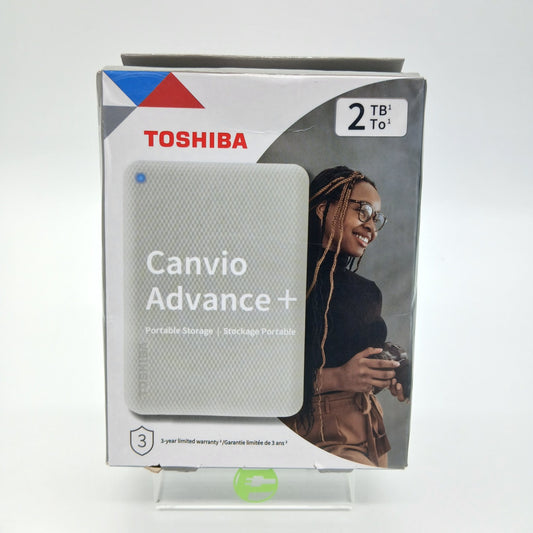 2 TB¹
To¹
TOSHIBA
Canvio
Advance+
Portable Storage | Stockage Portable
TOSHIBA
3
3-year limited warranty ² /Garantie limitée de 3 ans ²